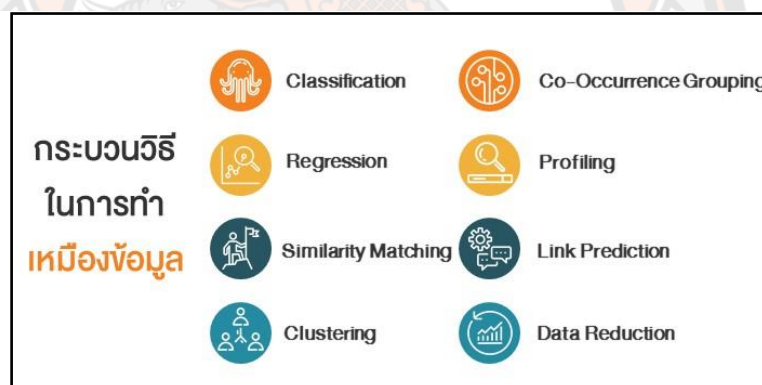 กระบวนวิธี
ในการทำ
เหมืองข้อมูล
Classification
Co-Occurrence Grouping
Regression
Profiling
Similarity Matching
Link Prediction
Clustering
Data Reduction